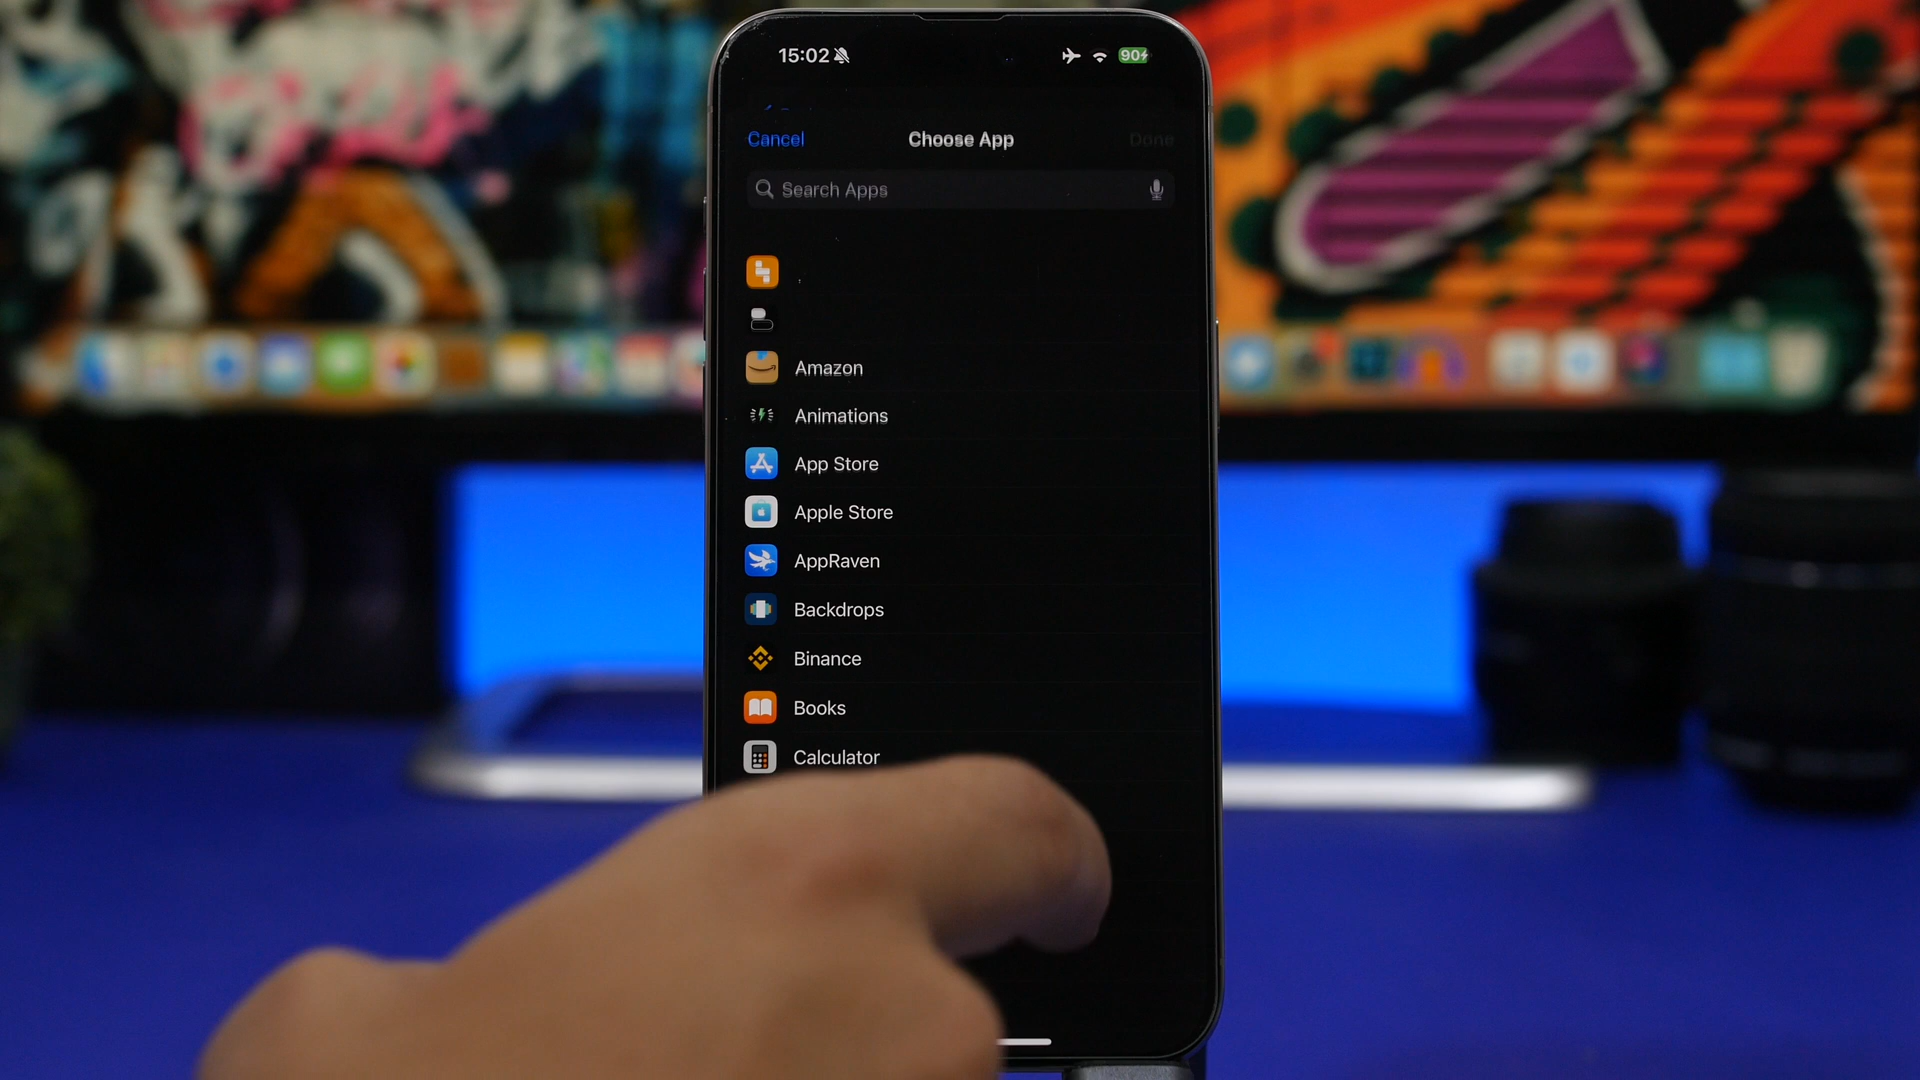 15:02
90
Cancel
Choose App
Done
Search Apps
Amazon
Animations
App Store
Apple Store
AppRaven
Backdrops
Binance
Books
Calculator